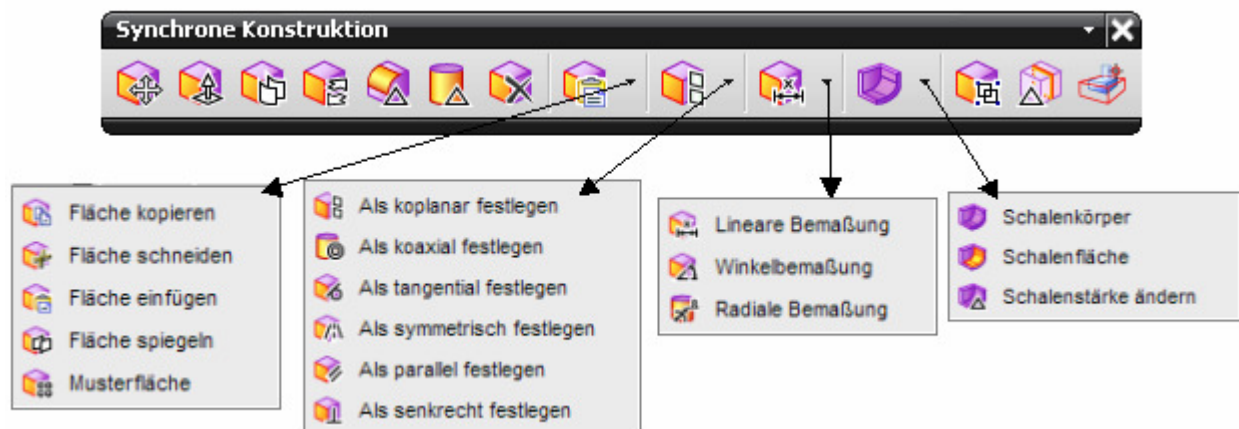 Synchrone Konstruktion
Fläche kopieren
Fläche schneiden
Fläche einfügen
Fläche spiegeln
Musterfläche
Als koplanar festlegen
Als koaxial festlegen
Als tangential festlegen
Als symmetrisch festlegen
Als parallel festlegen
Als senkrecht festlegen
Lineare Bemaßung
Winkelbemaßung
Radiale Bemaßung
Schalenkörper
Schalenfläche
Schalenstärke ändern